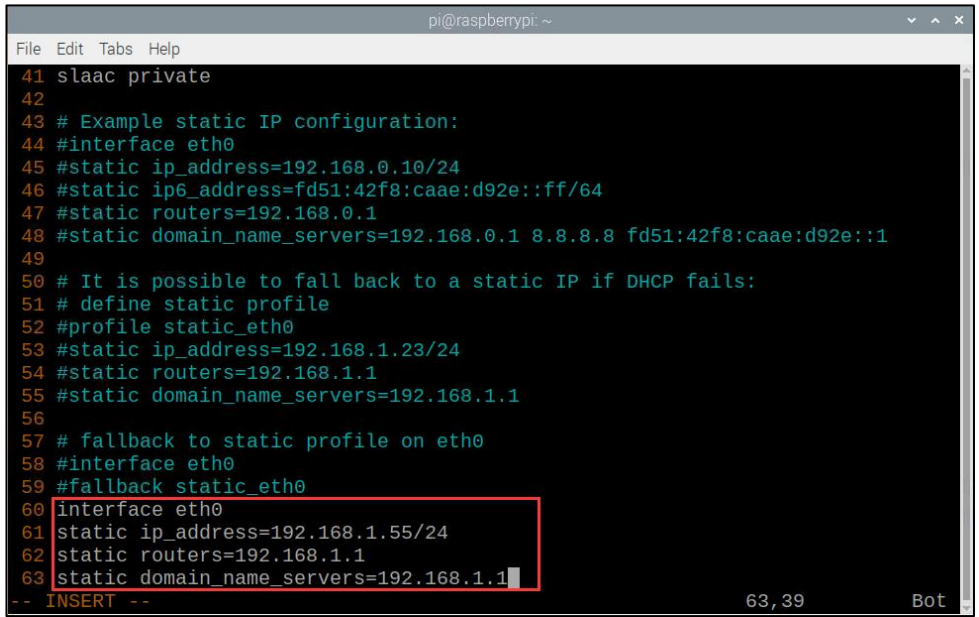 pi@raspberrypi: ~
File Edit Tabs Help
41 slaac private
42
43 # Example static IP configuration:
44 #interface eth0
45 #static ip_address=192.168.0.10/24
46 #static ip6_address=fd51:42f8:caae:d92e::ff/64
47 #static routers=192.168.0.1
48 #static domain_name_servers=192.168.0.1 8.8.8.8 fd51:42f8:caae:d92e::1
49
50 # It is possible to fall back to a static IP if DHCP fails:
51 # define static profile
52 #profile static_eth0
53 #static ip_address=192.168.1.23/24
54 #static routers=192.168.1.1
55 #static domain_name_servers=192.168.1.1
56
57 # fallback to static profile on eth0
58 #interface eth0
59 #fallback static_eth0
60 interface eth0
61 static ip_address=192.168.1.55/24
62 static routers=192.168.1.1
63 static domain_name_servers=192.168.1.1
-- INSERT -- 63,39 Bot